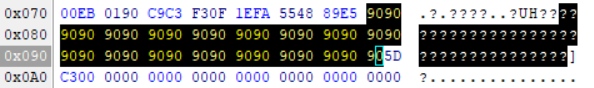 0x070 00EB 0190 C9C3 F30F 1EFA 5548 89E5 9090 .?.????..?UH????
0x080 9090 9090 9090 9090 9090 9090 9090 9090 ????????????????
0x090 9090 9090 9090 9090 9090 9090 9090 905D ???????????????]
0x0A0 C300 0000 0000 0000 0000 0000 0000 0000 ?...............